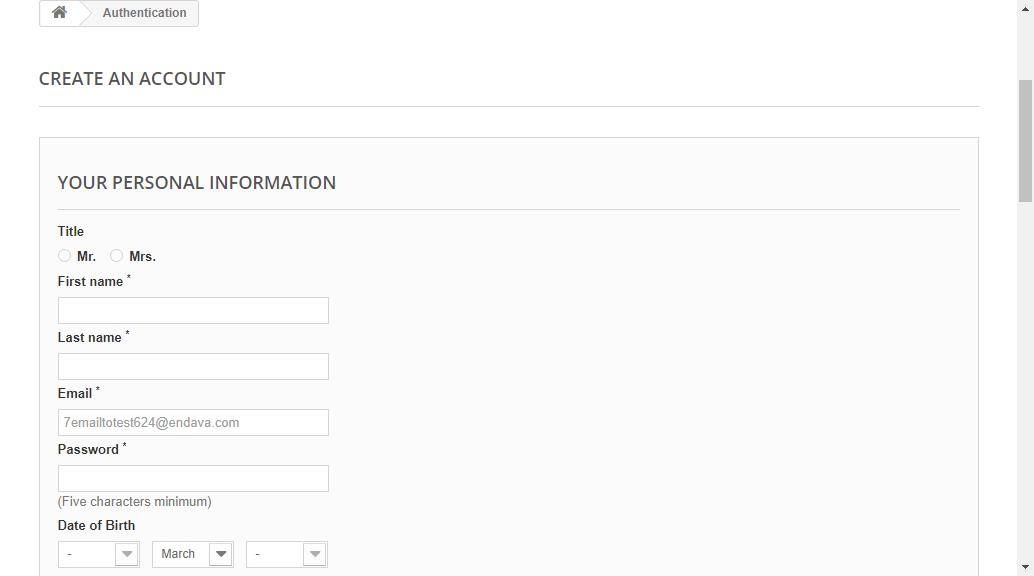 Authentication
CREATE AN ACCOUNT
YOUR PERSONAL INFORMATION
Title
Mr. Mrs.
First name *
Last name *
Email *
7emailtotest624@endava.com
Password *
(Five characters minimum)
Date of Birth
- March -